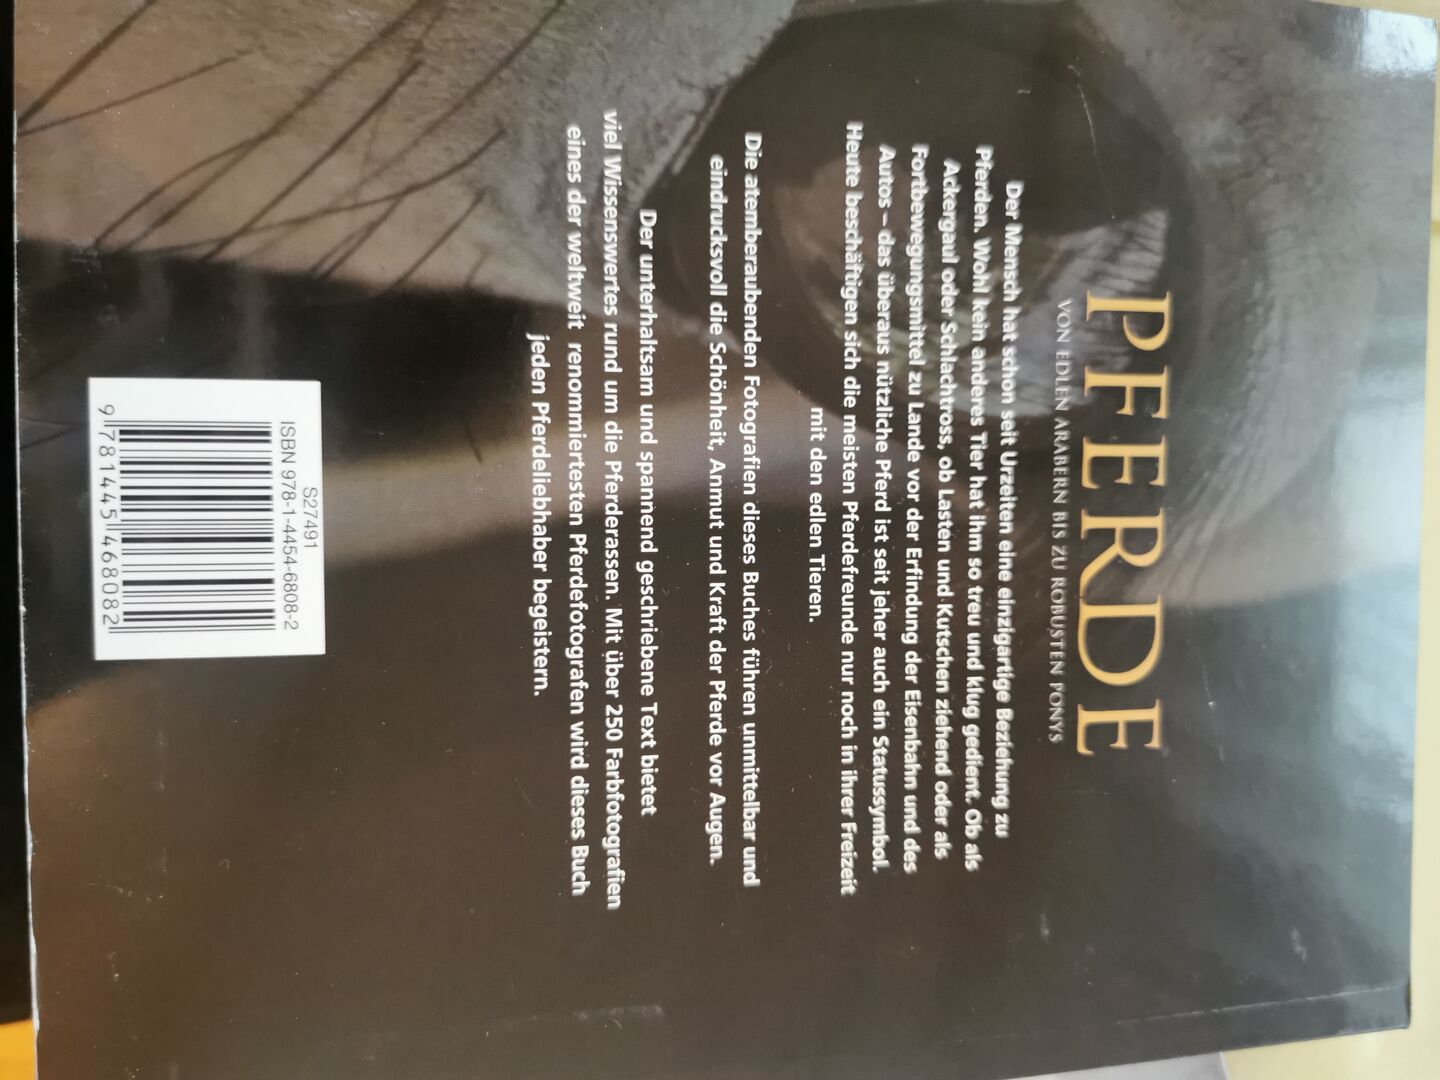 PFERDE
VON EDLEN ARABERN BIS ZU ROBUSTEN PONYS
Der Mensch hat schon seit Urzeiten eine einzigartige Beziehung zu
Pferden. Wohl kein anderes Tier hat ihm so treu und klug gedient. Ob als
Ackergaul oder Schlachtross, ob Lasten und Kutschen ziehend oder als
Fortbewegungsmittel zu Lande vor der Erfindung der Eisenbahn und des
Autos – das überaus nützliche Pferd ist seit jeher auch ein Statussymbol.
Heute beschäftigen sich die meisten Pferdefreunde nur noch in ihrer Freizeit
mit den edlen Tieren.
Die atemberaubenden Fotografien dieses Buches führen unmittelbar und
eindrucksvoll die Schönheit, Anmut und Kraft der Pferde vor Augen.
Der unterhaltsam und spannend geschriebene Text bietet
viel Wissenswertes rund um die Pferderassen. Mit über 250 Farbfotografien
eines der weltweit renommiertesten Pferdefotografen wird dieses Buch
jeden Pferdeliebhaber begeistern.
S27491
ISBN 978-1-4454-6808-2
9 781445 468082